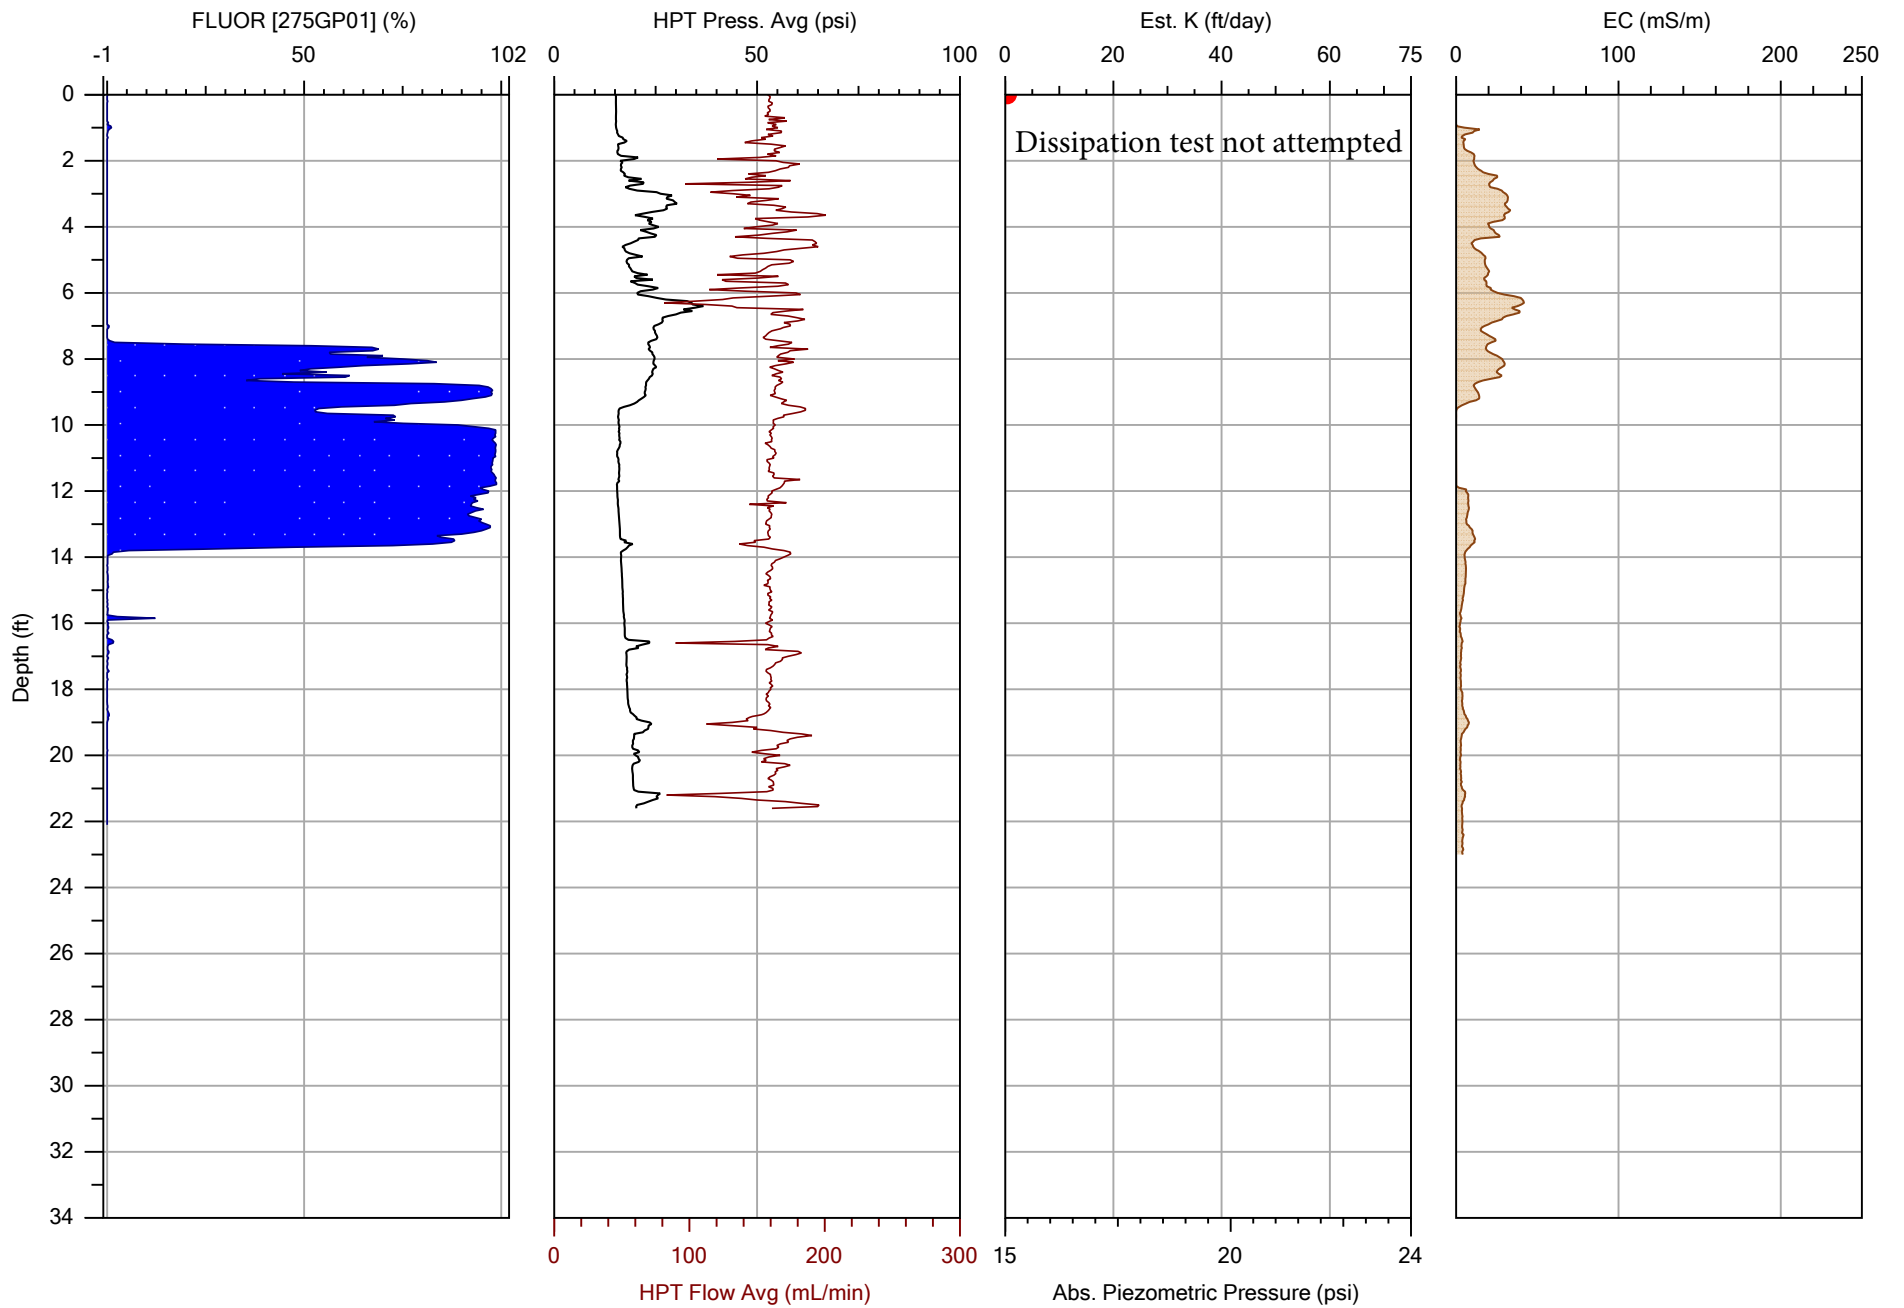 FLUOR [275GP01] (%)
HPT Press. Avg (psi)
Est. K (ft/day)
EC (mS/m)
-1 50 102
0 50 100
0 20 40 60 75
0 100 200 250
Dissipation test not attempted
Depth (ft)
0
2
4
6
8
10
12
14
16
18
20
22
24
26
28
30
32
34
0 100 200 300
15 20 24
HPT Flow Avg (mL/min)
Abs. Piezometric Pressure (psi)